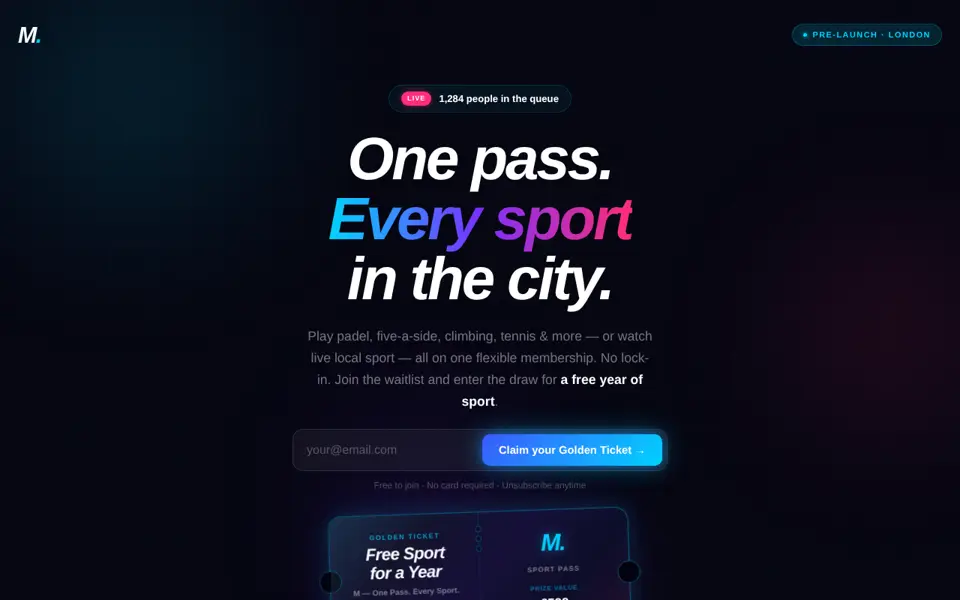 M.
PRE-LAUNCH · LONDON
LIVE 1,284 people in the queue
One pass.
Every sport
in the city.
Play padel, five-a-side, climbing, tennis & more — or watch
live local sport — all on one flexible membership. No lock-
in. Join the waitlist and enter the draw for a free year of
sport.
your@email.com
Claim your Golden Ticket →
Free to join · No card required · Unsubscribe anytime
GOLDEN TICKET
Free Sport
for a Year
M — One Pass. Every Sport.
M.
SPORT PASS
PRIZE VALUE